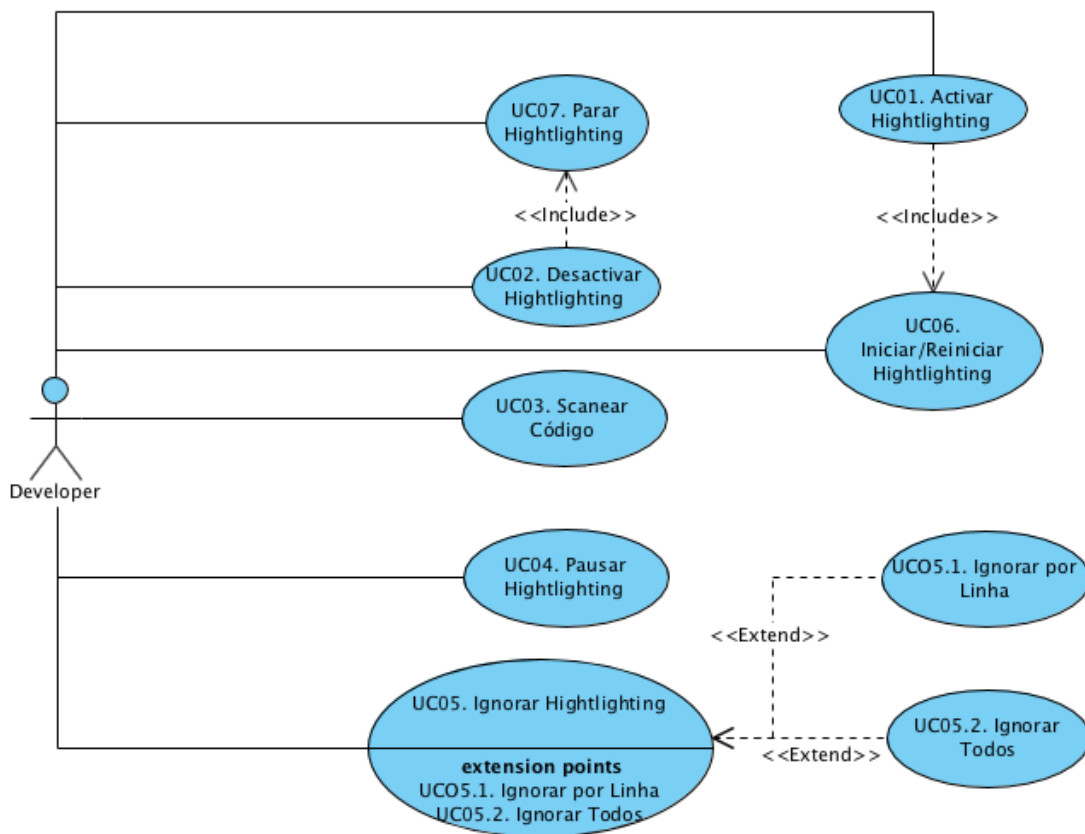 UC07. Parar
Hightlighting
UC01. Activar
Hightlighting
<<Include>>
<<Include>>
UC02. Desactivar
Hightlighting
UC06.
Iniciar/Reiniciar
Hightlighting
UC03. Scanear
Código
Developer
UC04. Pausar
Hightlighting
UCO5.1. Ignorar por
Linha
<<Extend>>
UC05. Ignorar Hightlighting
UC05.2. Ignorar
Todos
<<Extend>>
extension points
UCO5.1. Ignorar por Linha
UC05.2. Ignorar Todos